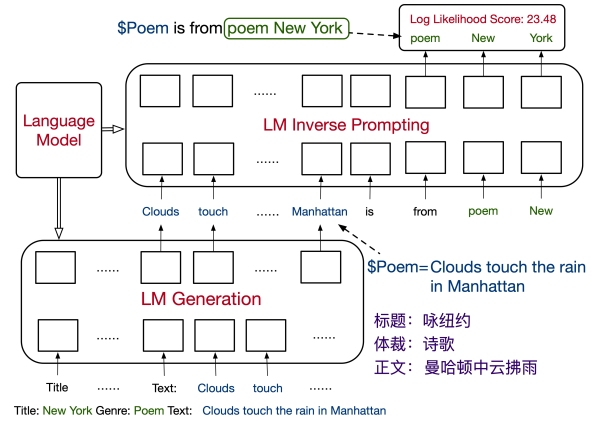 $Poem is from poem New York
Log Likelihood Score: 23.48
poem New York
Language Model
......
LM Inverse Prompting
......
Clouds touch ...... Manhattan is from poem New
...... ......
LM Generation
...... ......
$Poem=Clouds touch the rain
in Manhattan
标题：咏纽约
体裁：诗歌
正文：曼哈顿中云拂雨
Title ...... Text: Clouds touch ......
Title: New York Genre: Poem Text: Clouds touch the rain in Manhattan